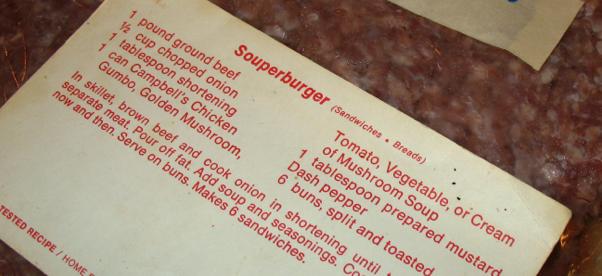 Souperburger (Sandwiches • Breads)
1 pound ground beef
½ cup chopped onion
1 tablespoon shortening
1 can Campbell's Chicken
Gumbo, Golden Mushroom,
Tomato, Vegetable, or Cream
of Mushroom Soup
1 tablespoon prepared mustard
Dash pepper
6 buns, split and toasted
In skillet, brown beef and cook onion in shortening until
separate meat. Pour off fat. Add soup and seasonings.
now and then. Serve on buns. Makes 6 sandwiches.
TESTED RECIPE / HOME